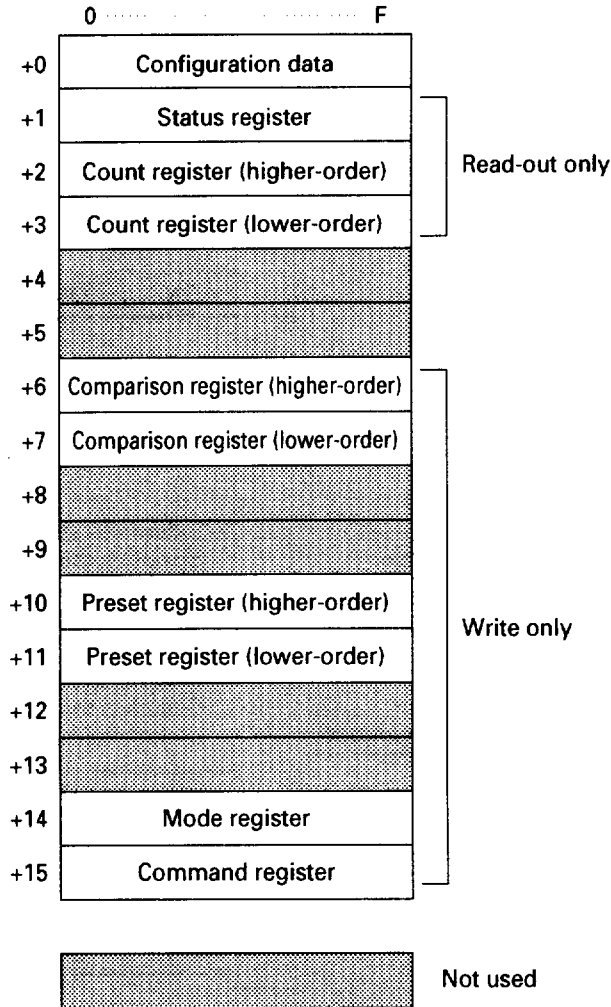 0 ........ F
+0 Configuration data
+1 Status register
+2 Count register (higher-order)
Read-out only
+3 Count register (lower-order)
+4
+5
+6 Comparison register (higher-order)
+7 Comparison register (lower-order)
+8
+9
+10 Preset register (higher-order)
Write only
+11 Preset register (lower-order)
+12
+13
+14 Mode register
+15 Command register
Not used